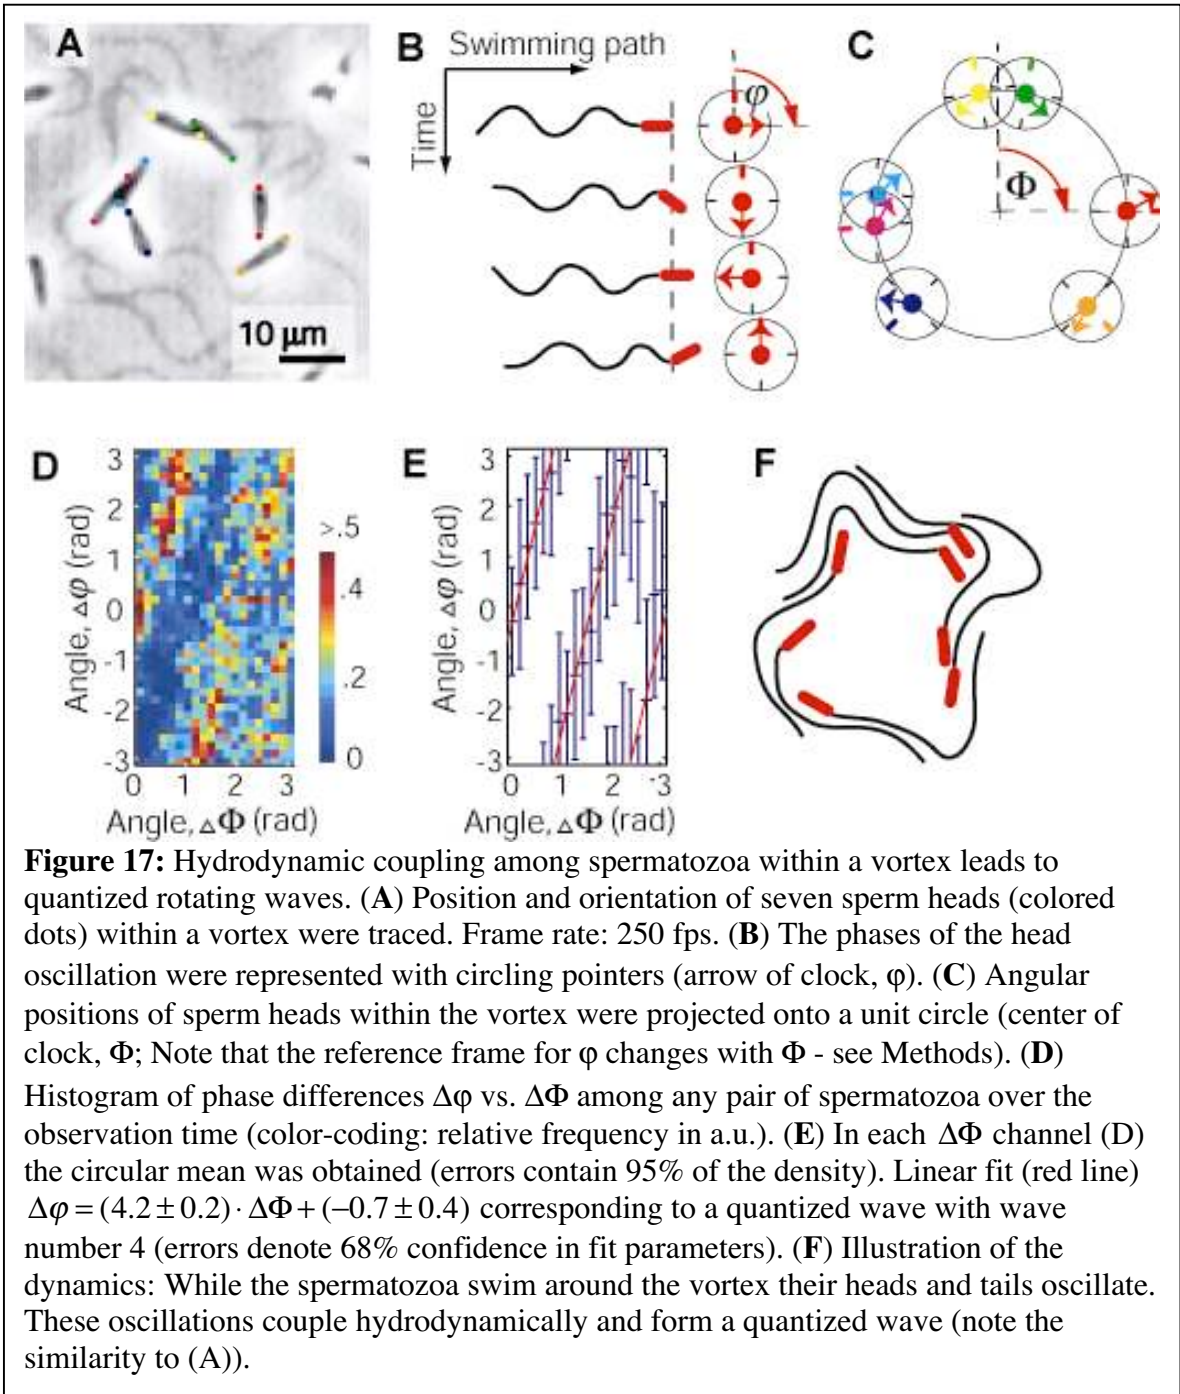 A
10 µm
B
Swimming path
Time
φ
C
Φ
D
Angle, △φ (rad)
3
2
1
0
-1
-2
-3
0 1 2 3
Angle, △Φ (rad)
>.5
.4
.2
0
E
Angle, △φ (rad)
3
2
1
0
-1
-2
-3
0 1 2 3
Angle, △Φ (rad)
F
Figure 17: Hydrodynamic coupling among spermatozoa within a vortex leads to
quantized rotating waves. (A) Position and orientation of seven sperm heads (colored
dots) within a vortex were traced. Frame rate: 250 fps. (B) The phases of the head
oscillation were represented with circling pointers (arrow of clock, φ). (C) Angular
positions of sperm heads within the vortex were projected onto a unit circle (center of
clock, Φ; Note that the reference frame for φ changes with Φ - see Methods). (D)
Histogram of phase differences Δφ vs. ΔΦ among any pair of spermatozoa over the
observation time (color-coding: relative frequency in a.u.). (E) In each ΔΦ channel (D)
the circular mean was obtained (errors contain 95% of the density). Linear fit (red line)
Δφ = (4.2 ± 0.2) · ΔΦ + (−0.7 ± 0.4) corresponding to a quantized wave with wave
number 4 (errors denote 68% confidence in fit parameters). (F) Illustration of the
dynamics: While the spermatozoa swim around the vortex their heads and tails oscillate.
These oscillations couple hydrodynamically and form a quantized wave (note the
similarity to (A)).